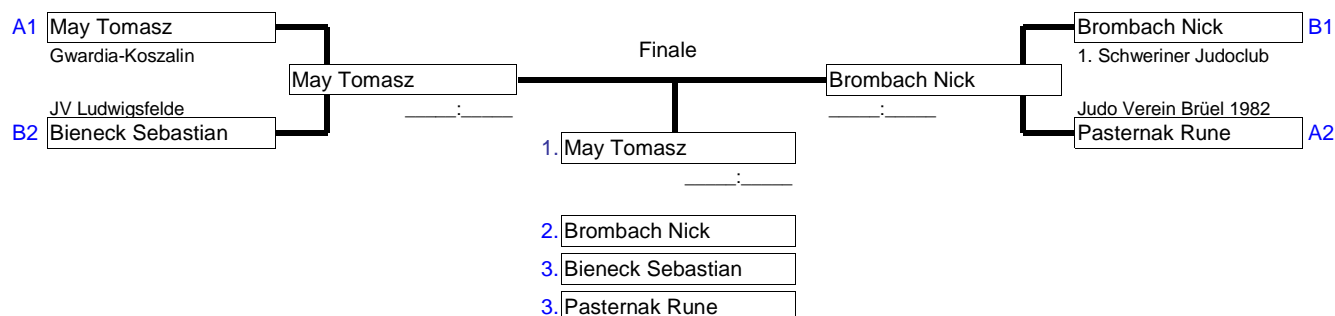 A1 May Tomasz
Gwardia-Koszalin
JV Ludwigsfelde
B2 Bieneck Sebastian
May Tomasz
_____:_____
Finale
Brombach Nick
_____:_____
Brombach Nick B1
1. Schweriner Judoclub
Judo Verein Brüel 1982
Pasternak Rune A2
1. May Tomasz
_____:_____
2. Brombach Nick
3. Bieneck Sebastian
3. Pasternak Rune